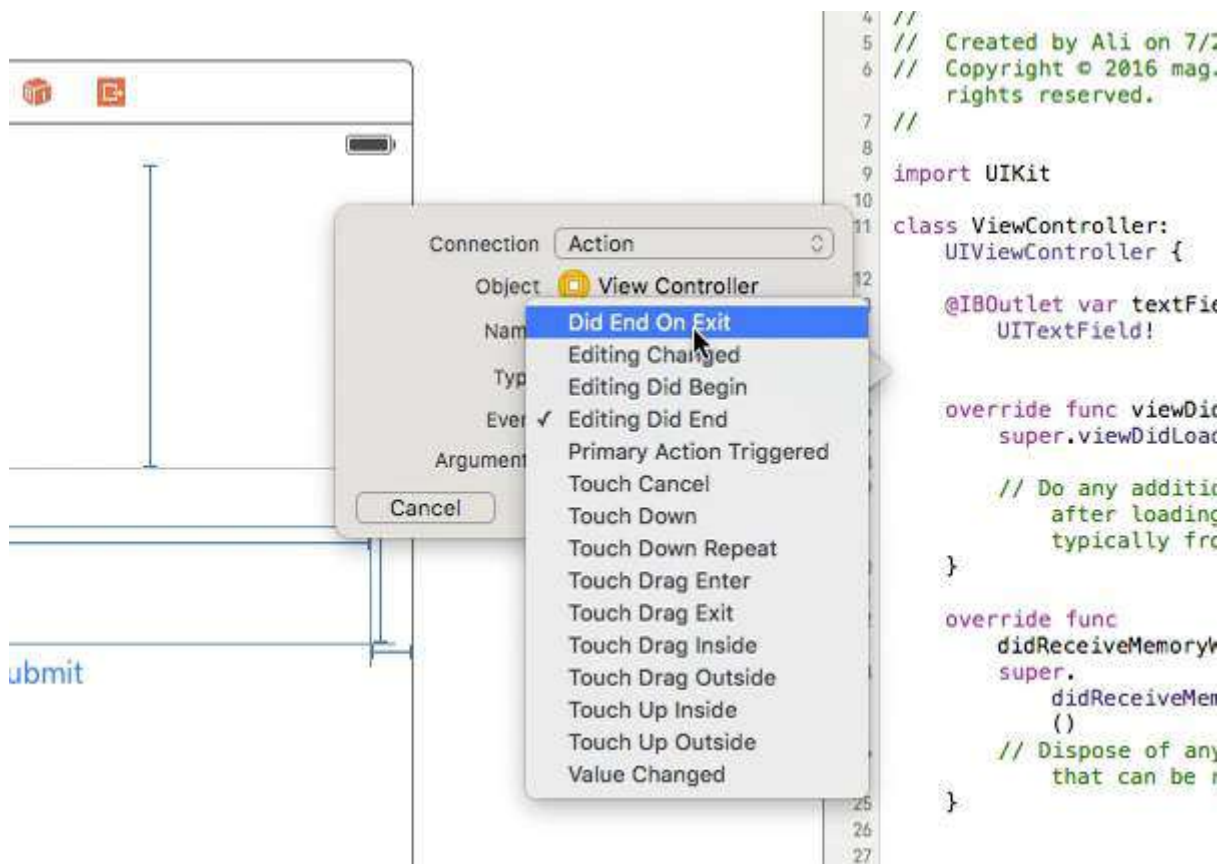 ubmit
Connection Action
Object View Controller
Nam
Typ
Even
Argument
Cancel
Did End On Exit
Editing Changed
Editing Did Begin
✓ Editing Did End
Primary Action Triggered
Touch Cancel
Touch Down
Touch Down Repeat
Touch Drag Enter
Touch Drag Exit
Touch Drag Inside
Touch Drag Outside
Touch Up Inside
Touch Up Outside
Value Changed
4 //
5 // Created by Ali on 7/2
6 // Copyright © 2016 mag.
rights reserved.
7 //
8
9 import UIKit
10
11 class ViewController:
UIViewController {
12
@IBOutlet var textFie
UITextField!
override func viewDid
super.viewDidLoad
// Do any additio
after loading
typically fro
}
override func
didReceiveMemoryW
super.
didReceiveMem
()
// Dispose of any
that can be r
25 }
26
27